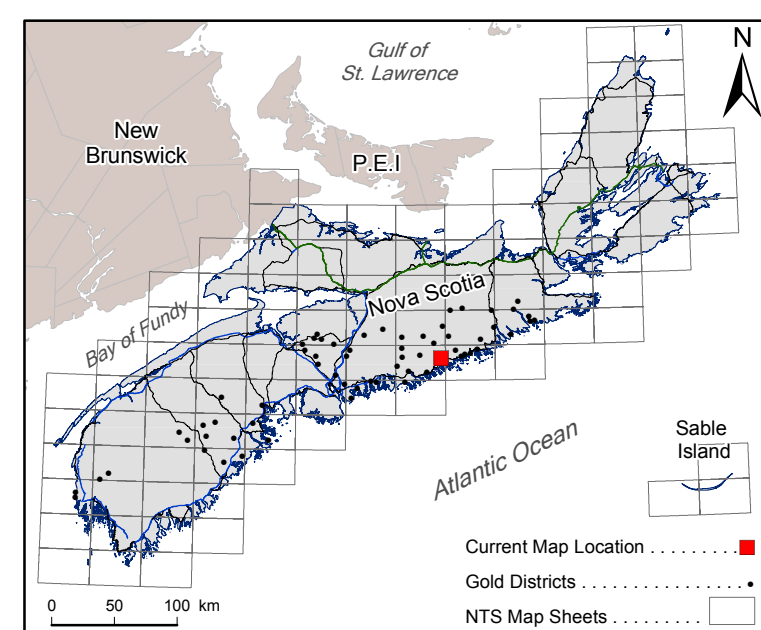 Gulf of
St. Lawrence
N
New
Brunswick
P.E.I
Nova Scotia
Bay of Fundy
Atlantic Ocean
Sable
Island
Current Map Location . . . . . . . . .
Gold Districts . . . . . . . . . . . . . . . .
NTS Map Sheets . . . . . . . . .
0 50 100 km